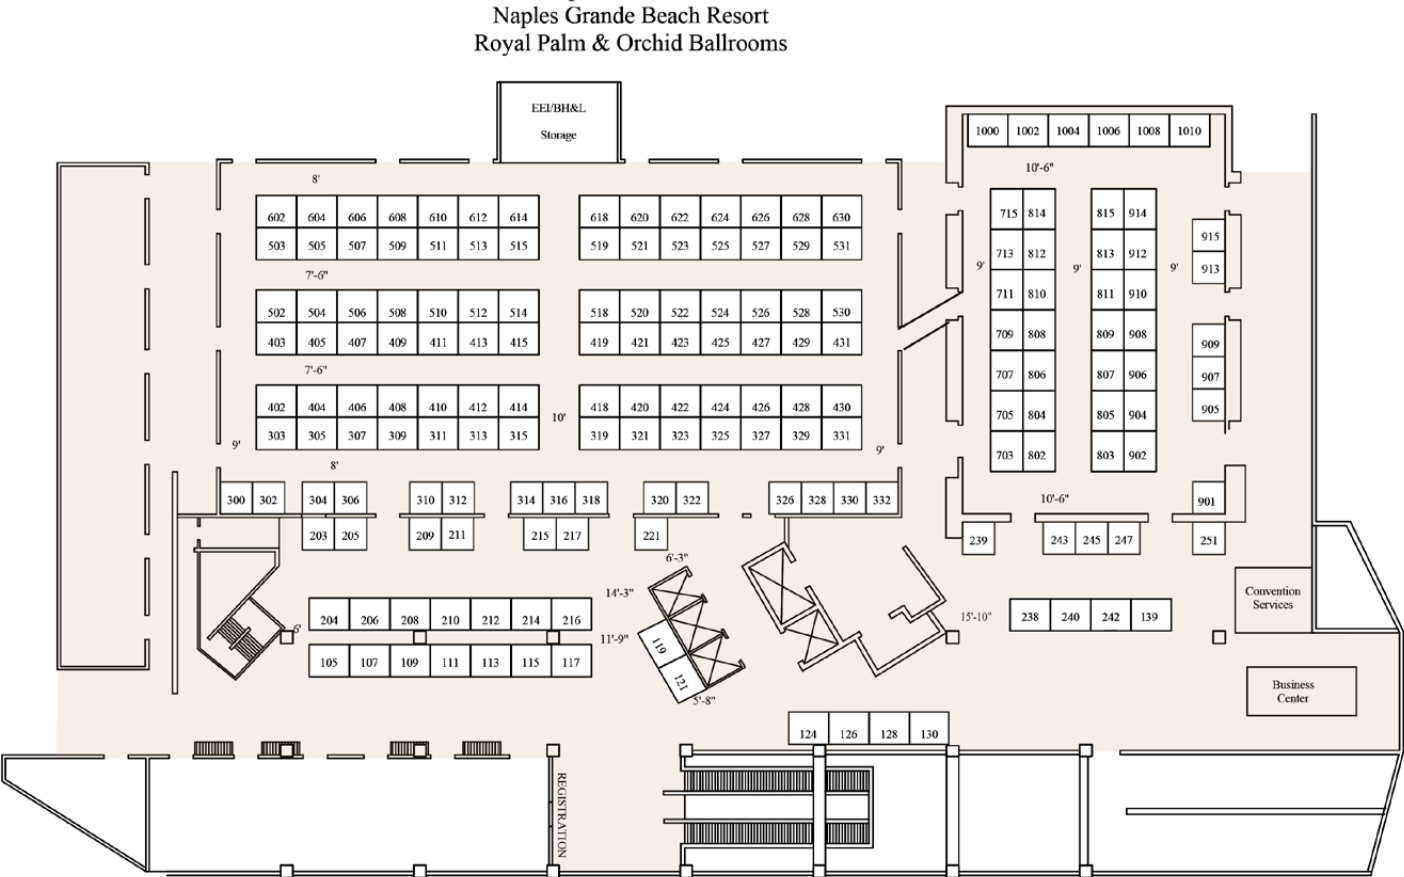 Naples Grande Beach Resort
Royal Palm & Orchid Ballrooms
EEI/BH&L
Storage
1000 1002 1004 1006 1008 1010
8'
10'-6"
602 604 606 608 610 612 614
618 620 622 624 626 628 630
503 505 507 509 511 513 515
519 521 523 525 527 529 531
7'-6"
502 504 506 508 510 512 514
518 520 522 524 526 528 530
403 405 407 409 411 413 415
419 421 423 425 427 429 431
7'-6"
402 404 406 408 410 412 414
418 420 422 424 426 428 430
10'
303 305 307 309 311 313 315
319 321 323 325 327 329 331
9'
9'
8'
715 814
815 914
713 812
813 912
9'
9'
9'
711 810
811 910
709 808
809 908
707 806
807 906
705 804
805 904
703 802
803 902
915
913
909
907
905
901
10'-6"
300 302
304 306
310 312
314 316 318
320 322
326 328 330 332
203 205
209 211
215 217
221
239
243 245 247
251
6'-3"
14'-3"
204 206 208 210 212 214 216
6'
11'-9"
105 107 109 111 113 115 117
119
121
5'-8"
15'-10"
238 240 242 139
Convention
Services
Business
Center
124 126 128 130
REGISTRATION